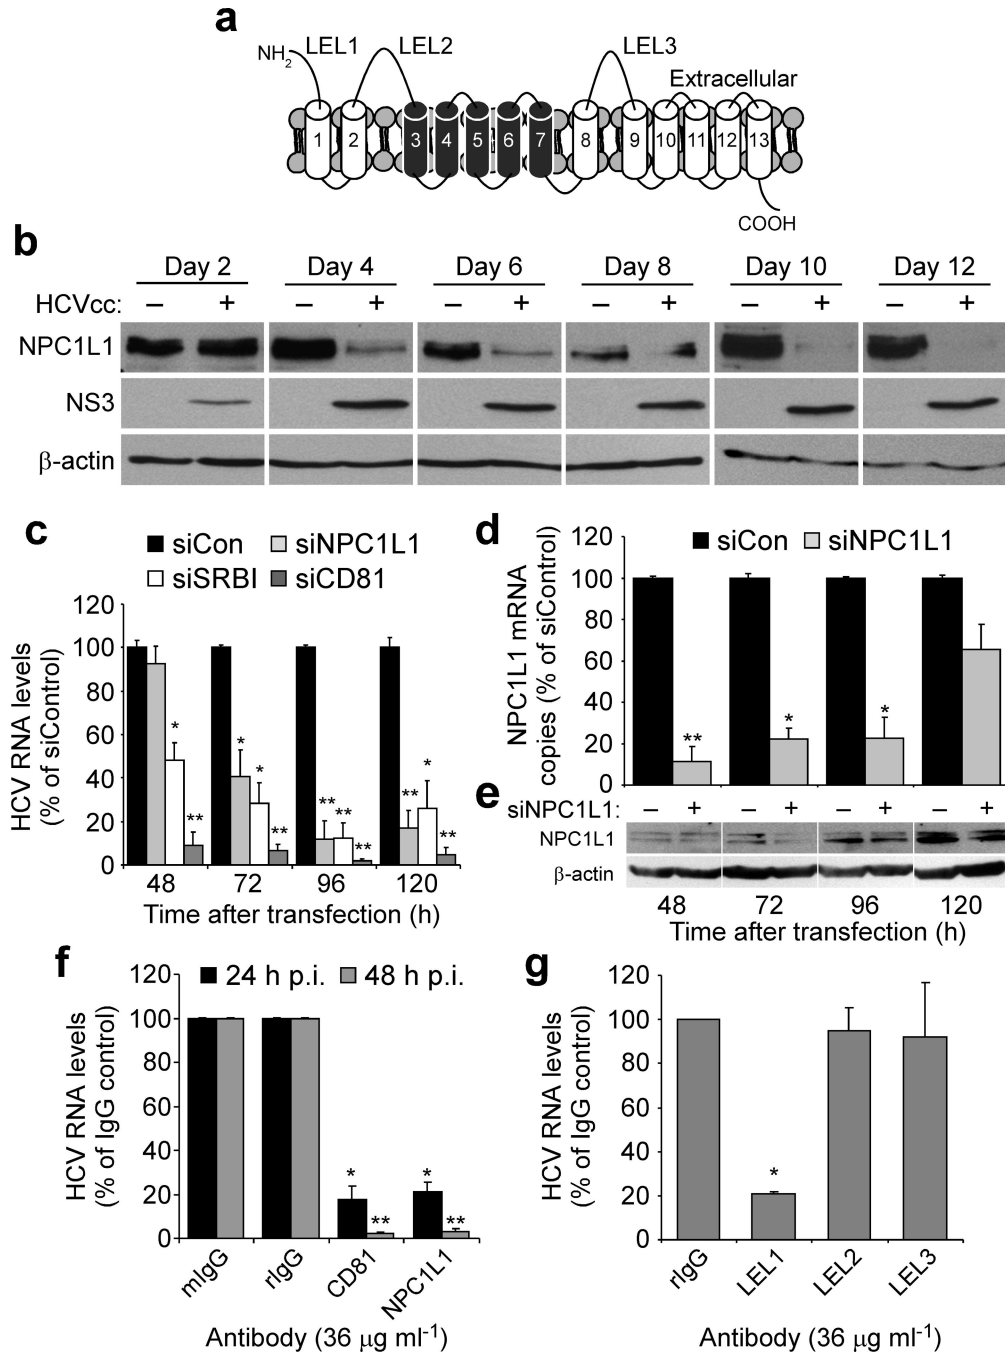 a
NH2 LEL1 LEL2 LEL3
Extracellular
1 2 3 4 5 6 7 8 9 10 11 12 13
COOH
b
Day 2 Day 4 Day 6 Day 8 Day 10 Day 12
HCVcc: – + – + – + – + – + – +
NPC1L1
NS3
β-actin
c
siCon siNPC1L1
siSRBI siCD81
HCV RNA levels
(% of siControl)
120
100
80
60
40
20
0
* ** * * ** ** ** ** ** * **
48 72 96 120
Time after transfection (h)
d
siCon siNPC1L1
NPC1L1 mRNA
copies (% of siControl)
120
100
80
60
40
20
0
** * *
e
siNPC1L1: – + – + – + – +
NPC1L1
β-actin
48 72 96 120
Time after transfection (h)
f
24 h p.i. 48 h p.i.
HCV RNA levels
(% of IgG control)
120
100
80
60
40
20
0
* ** * **
mIgG rIgG CD81 NPC1L1
Antibody (36 µg ml-1)
g
HCV RNA levels
(% of IgG control)
120
100
80
60
40
20
0
*
rIgG LEL1 LEL2 LEL3
Antibody (36 µg ml-1)